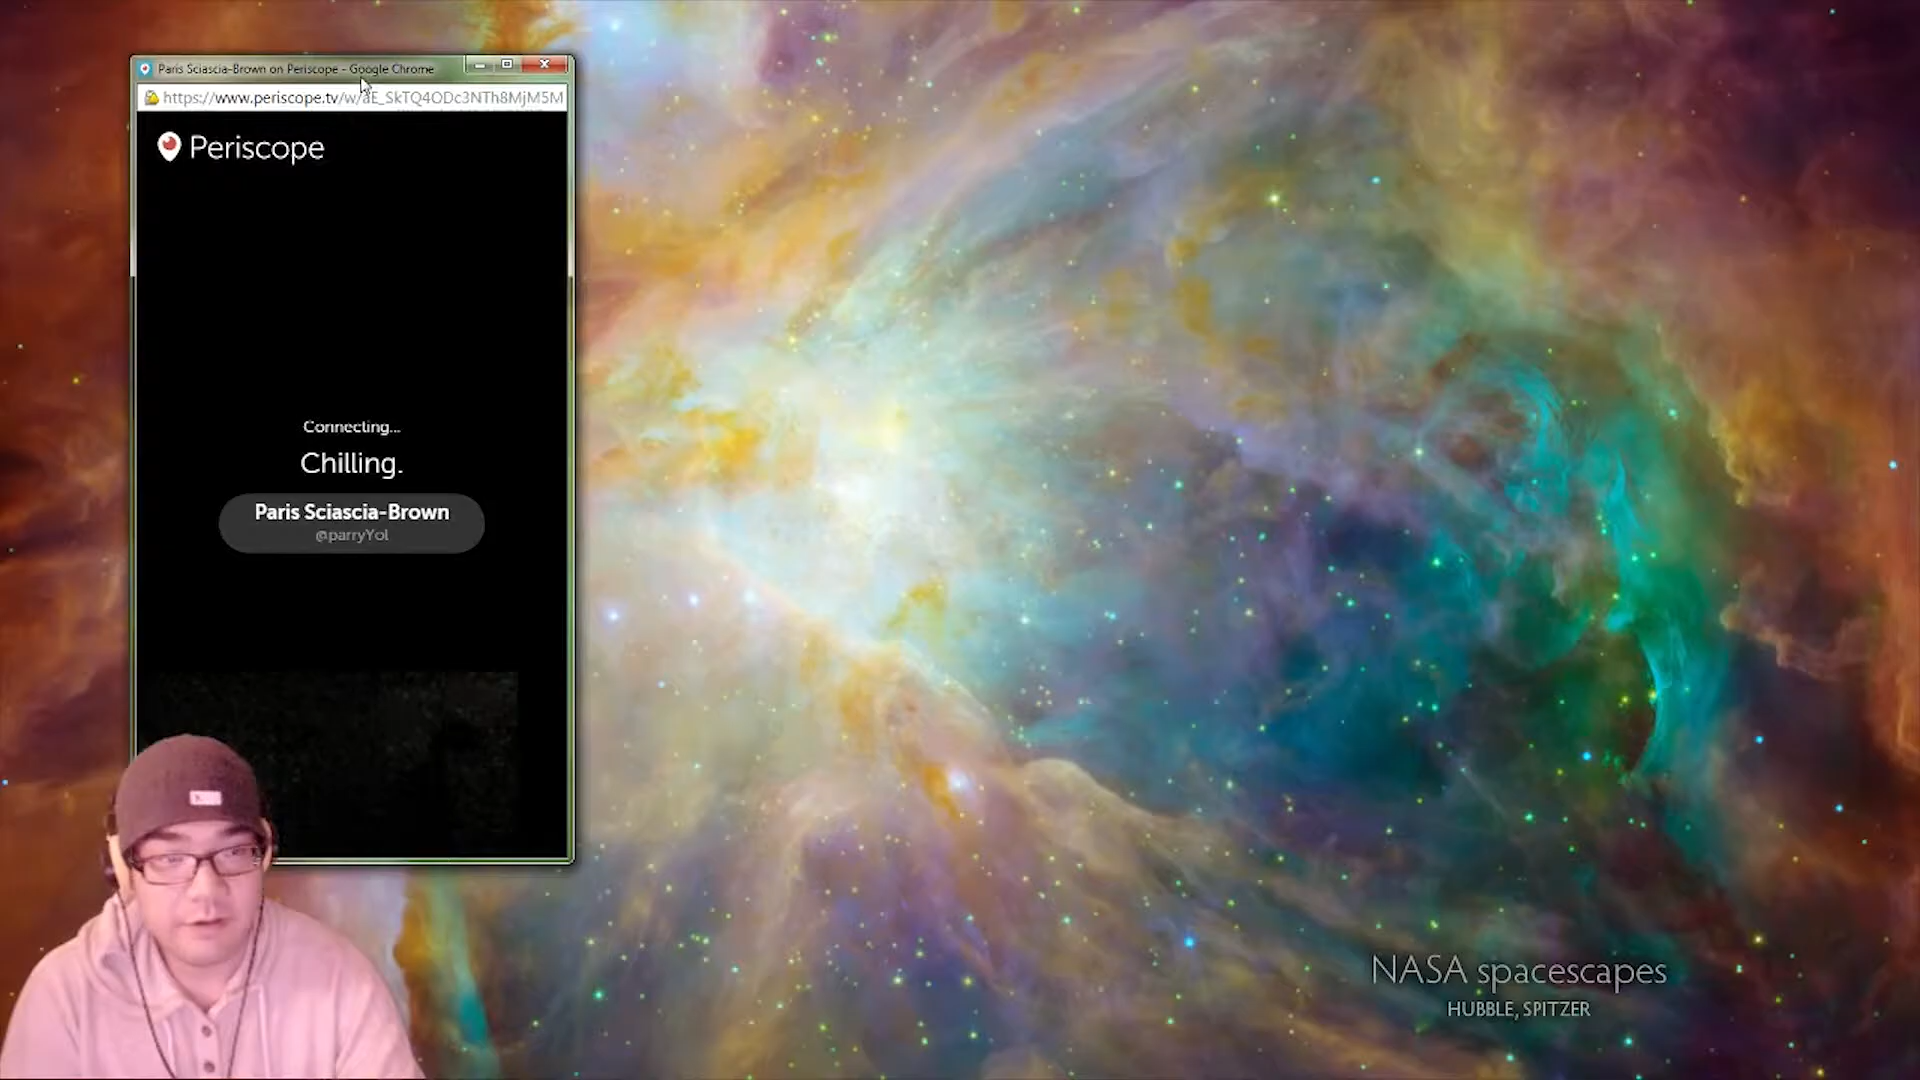 Paris Sciascia-Brown on Periscope - Google Chrome
https://www.periscope.tv/w/aE_SkTQ4ODc3NTh8MjM5M
Periscope
Connecting...
Chilling.
Paris Sciascia-Brown
@parryYol
NASA spacescapes
HUBBLE, SPITZER